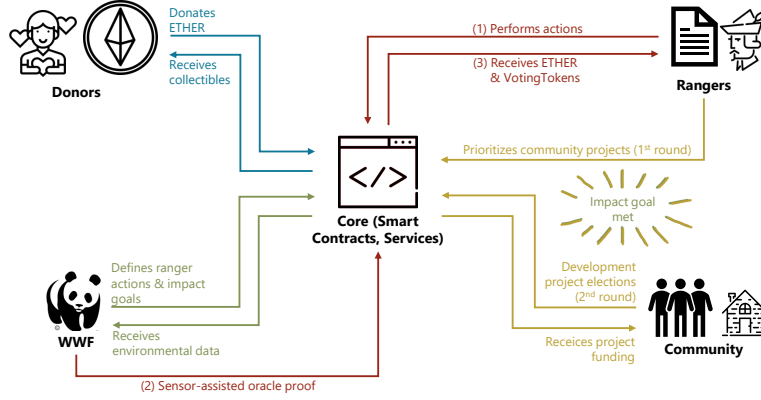 Donates
ETHER
Receives
collectibles
Donors
(1) Performs actions
(3) Receives ETHER
& VotingTokens
Rangers
Prioritizes community projects (1st round)
</>
Impact goal
met
Core (Smart
Contracts, Services)
Defines ranger
actions & impact
goals
Development
project elections
(2nd round)
WWF
Receives
environmental data
Receices project
funding
Community
(2) Sensor-assisted oracle proof